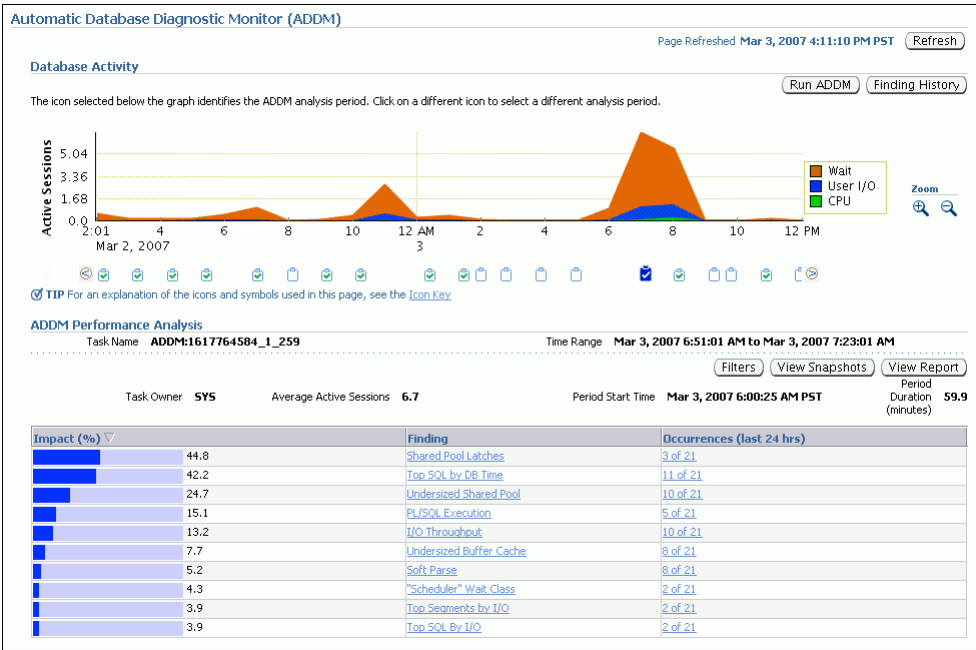 Automatic Database Diagnostic Monitor (ADDM)
Page Refreshed Mar 3, 2007 4:11:10 PM PST Refresh
Database Activity
Run ADDM Finding History
The icon selected below the graph identifies the ADDM analysis period. Click on a different icon to select a different analysis period.
Active Sessions
5.04
3.36
1.68
0.0
Wait
User I/O
CPU
Zoom
2:01 4 6 8 10 12 AM 2 4 6 8 10 12 PM
Mar 2, 2007 3
TIP For an explanation of the icons and symbols used in this page, see the Icon Key
ADDM Performance Analysis
Task Name ADDM:1617764584_1_259 Time Range Mar 3, 2007 6:51:01 AM to Mar 3, 2007 7:23:01 AM
Filters View Snapshots View Report
Task Owner SYS Average Active Sessions 6.7 Period Start Time Mar 3, 2007 6:00:25 AM PST
Period
Duration 59.9
(minutes)
Impact (%) Finding Occurrences (last 24 hrs)
44.8 Shared Pool Latches 3 of 21
42.2 Top SQL by DB Time 11 of 21
24.7 Undersized Shared Pool 10 of 21
15.1 PL/SQL Execution 5 of 21
13.2 I/O Throughput 10 of 21
7.7 Undersized Buffer Cache 8 of 21
5.2 Soft Parse 8 of 21
4.3 "Scheduler" Wait Class 2 of 21
3.9 Top Segments by I/O 2 of 21
3.9 Top SQL By I/O 2 of 21